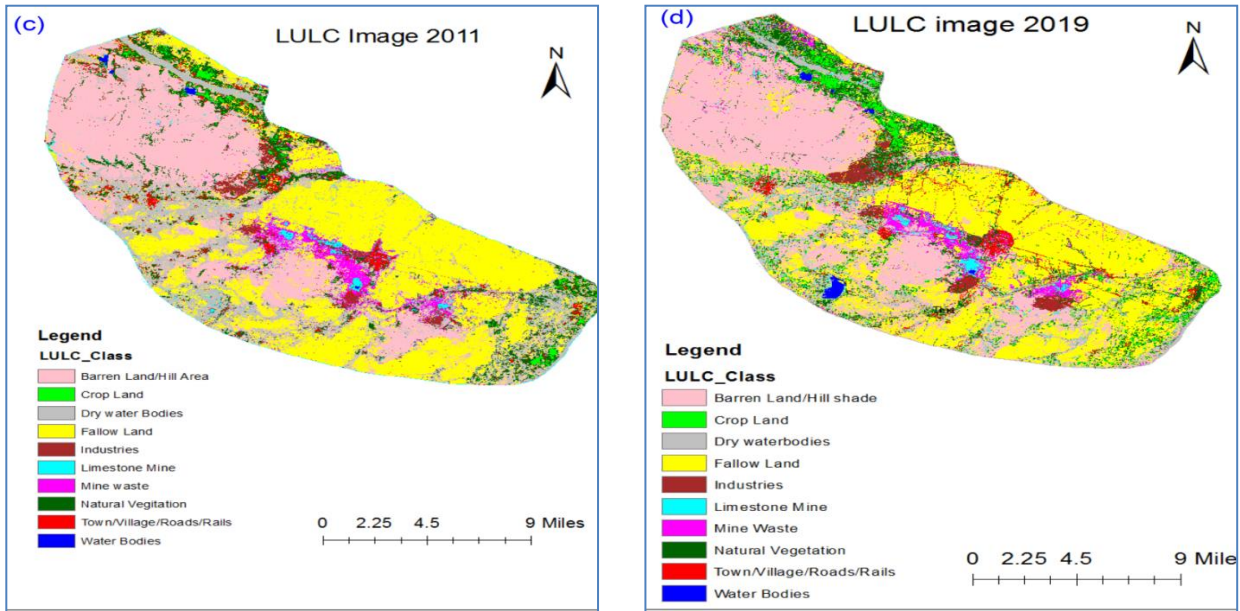 (c)
LULC Image 2011
N
Legend
LULC_Class
Barren Land/Hill Area
Crop Land
Dry water Bodies
Fallow Land
Industries
Limestone Mine
Mine waste
Natural Vegitation
Town/Village/Roads/Rails
Water Bodies
0 2.25 4.5 9 Miles
(d)
LULC image 2019
N
Legend
LULC_Class
Barren Land/Hill shade
Crop Land
Dry waterbodies
Fallow Land
Industries
Limestone Mine
Mine Waste
Natural Vegetation
Town/Village/Roads/Rails
Water Bodies
0 2.25 4.5 9 Mile